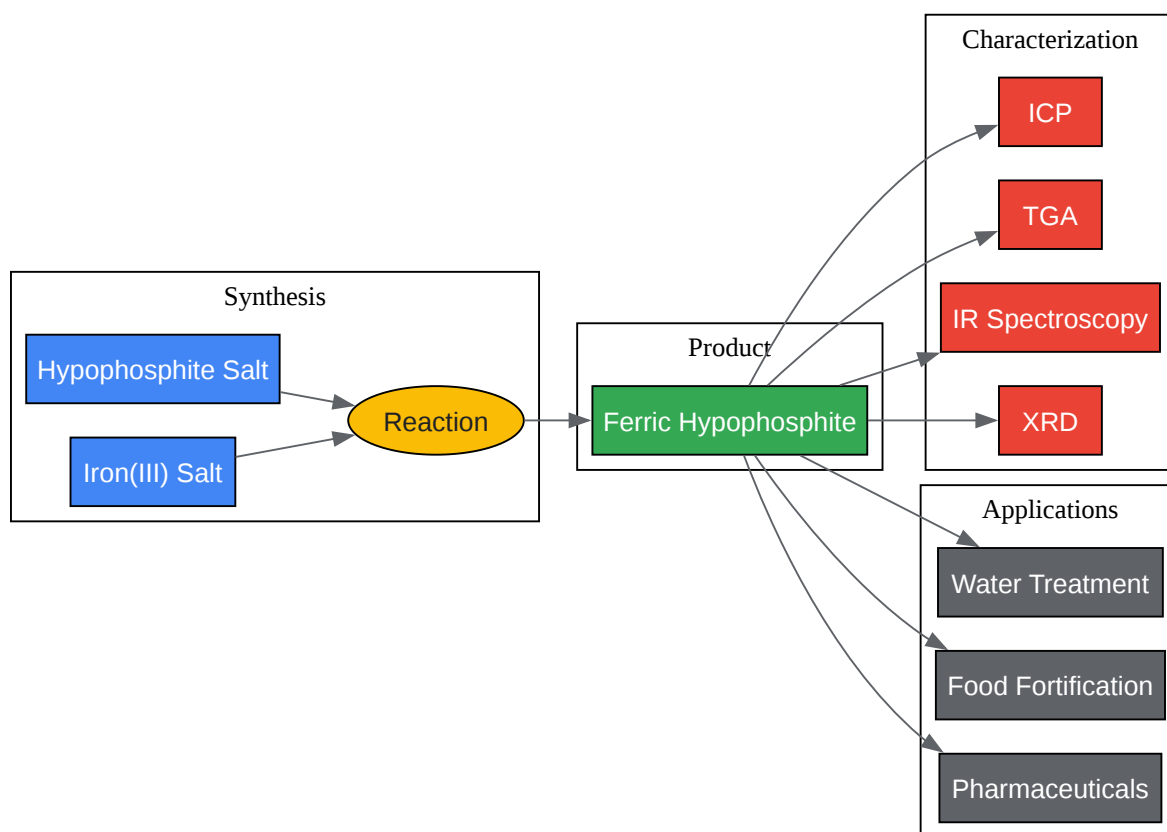 Synthesis
Hypophosphite Salt
Iron(III) Salt
Reaction
Product
Ferric Hypophosphite
Characterization
ICP
TGA
IR Spectroscopy
XRD
Applications
Water Treatment
Food Fortification
Pharmaceuticals